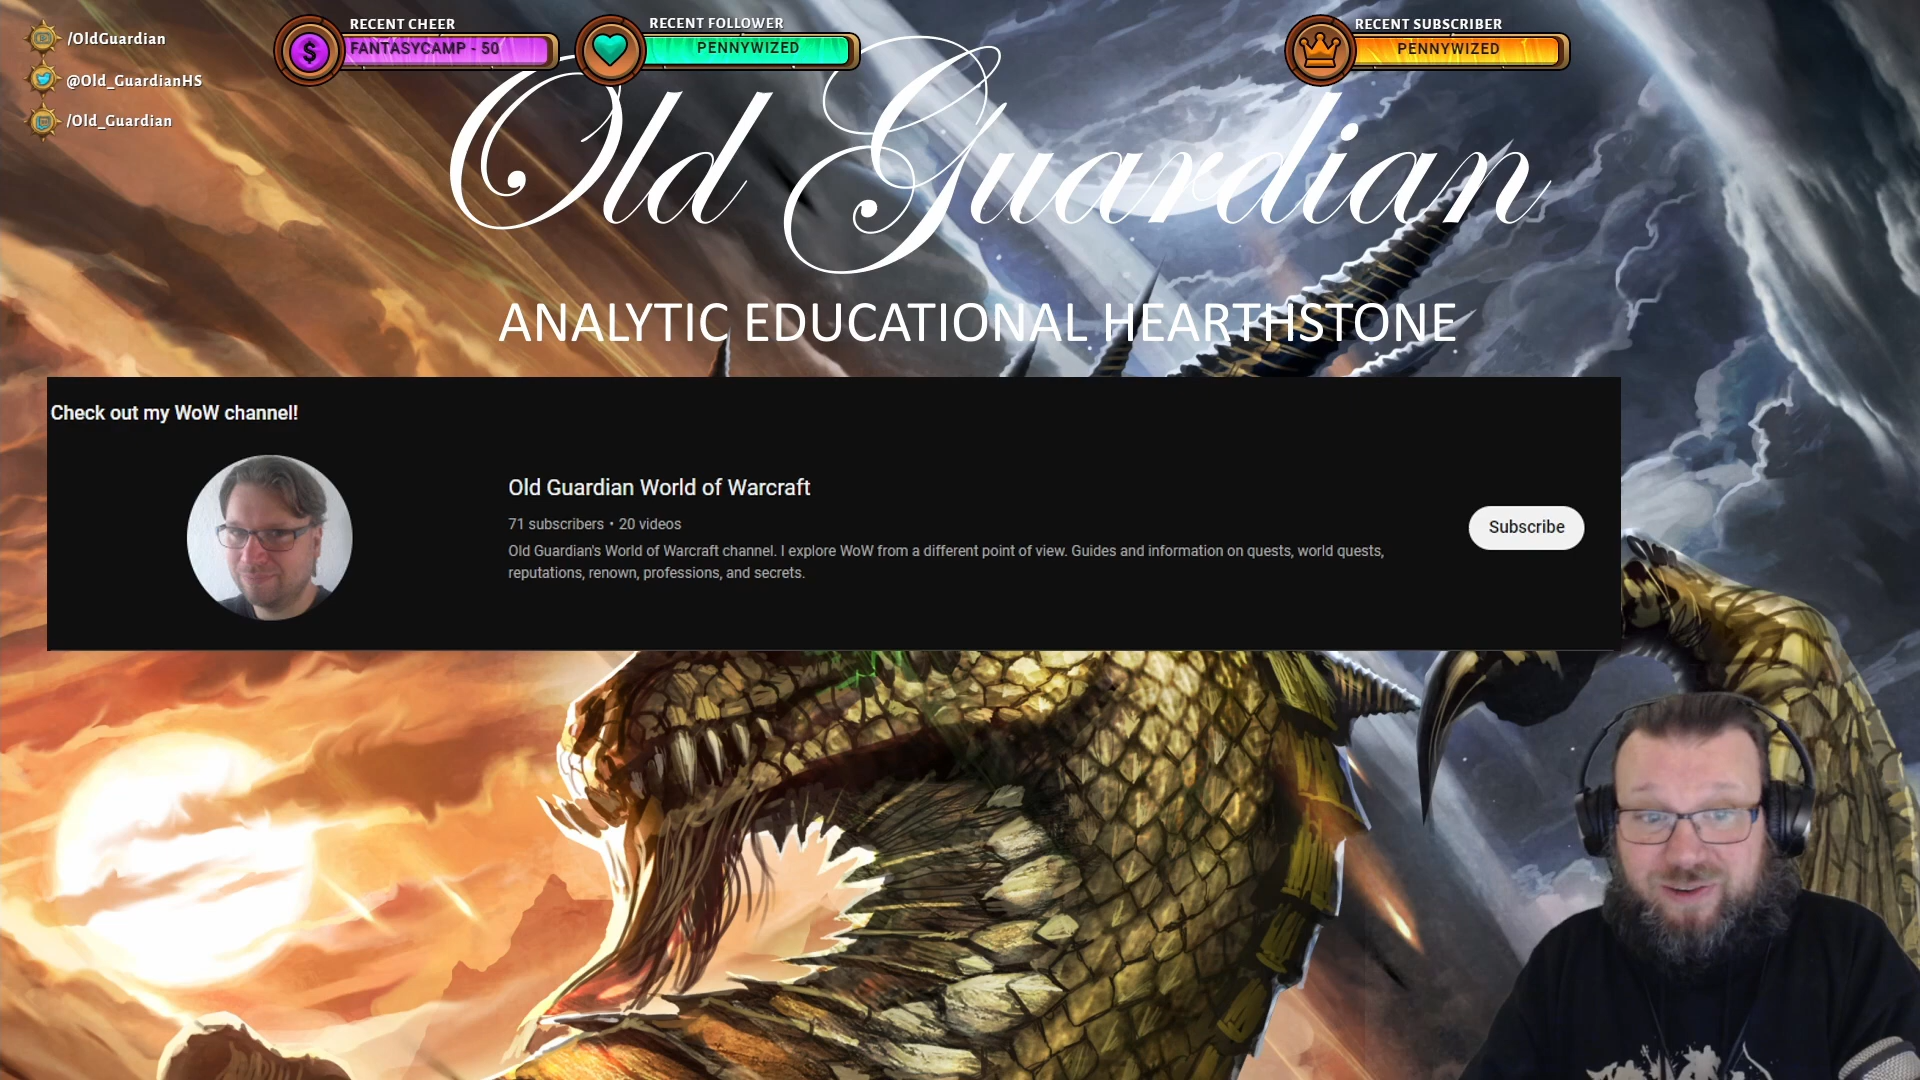 /OldGuardian
@Old_GuardianHS
/Old_Guardian
RECENT CHEER
FANTASYCAMP - 50
RECENT FOLLOWER
PENNYWIZED
RECENT SUBSCRIBER
PENNYWIZED
Old Guardian
ANALYTIC EDUCATIONAL HEARTHSTONE
Check out my WoW channel!
Old Guardian World of Warcraft
71 subscribers • 20 videos
Old Guardian's World of Warcraft channel. I explore WoW from a different point of view. Guides and information on quests, world quests,
reputations, renown, professions, and secrets.
Subscribe